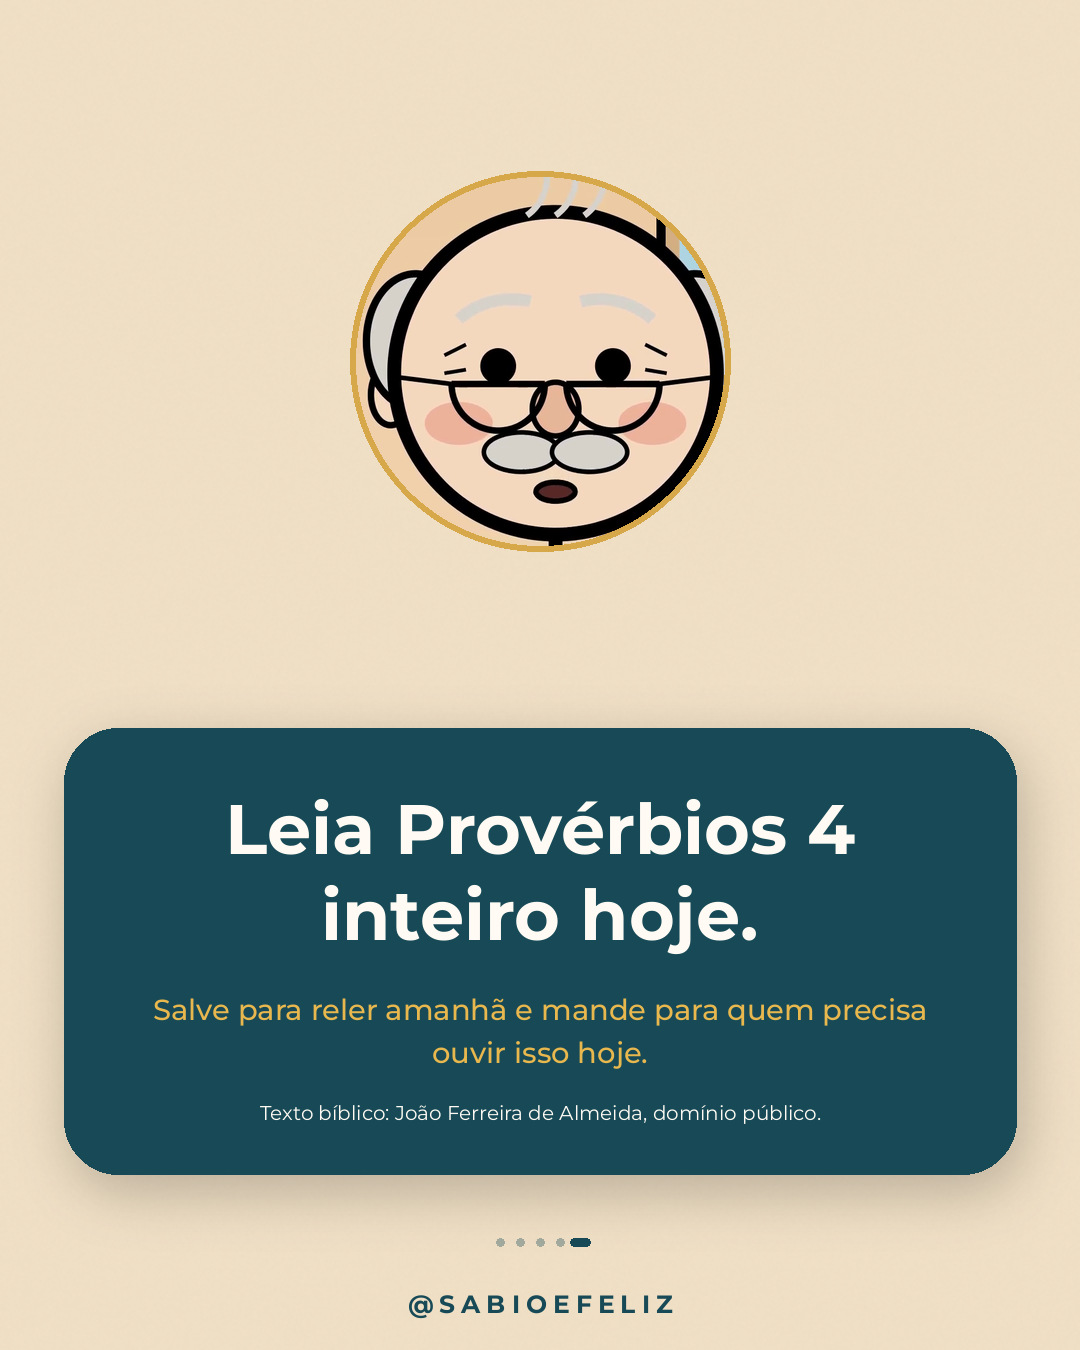 Leia Provérbios 4
inteiro hoje.
Salve para reler amanhã e mande para quem precisa
ouvir isso hoje.
Texto bíblico: João Ferreira de Almeida, domínio público.
@SABIOEFELIZ